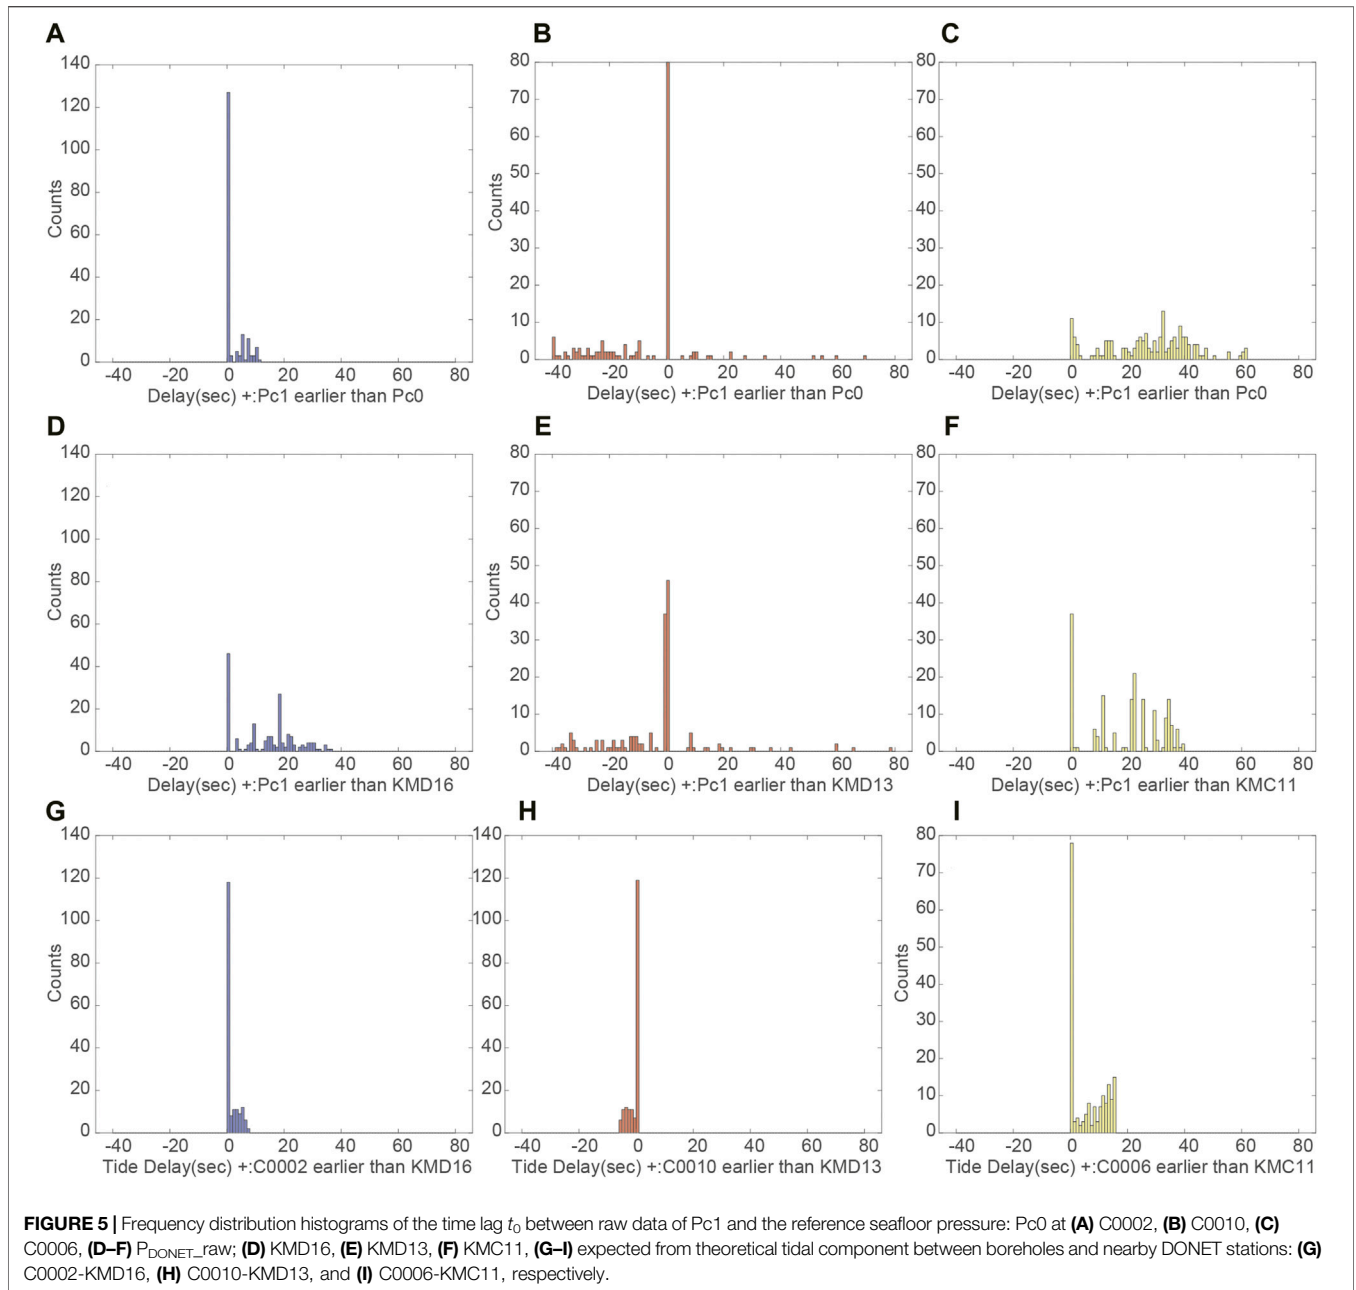 A
B
C
140
120
100
80
60
40
20
0
Counts
-40 -20 0 20 40 60 80
Delay(sec) +:Pc1 earlier than Pc0
80
70
60
50
40
30
20
10
0
Counts
-40 -20 0 20 40 60 80
Delay(sec) +:Pc1 earlier than Pc0
80
70
60
50
40
30
20
10
0
-40 -20 0 20 40 60 80
Delay(sec) +:Pc1 earlier than Pc0
D
E
F
140
120
100
80
60
40
20
0
Counts
-40 -20 0 20 40 60 80
Delay(sec) +:Pc1 earlier than KMD16
80
70
60
50
40
30
20
10
0
Counts
-40 -20 0 20 40 60 80
Delay(sec) +:Pc1 earlier than KMD13
80
70
60
50
40
30
20
10
0
-40 -20 0 20 40 60 80
Delay(sec) +:Pc1 earlier than KMC11
G
H
I
140
120
100
80
60
40
20
0
Counts
-40 -20 0 20 40 60 80
Tide Delay(sec) +:C0002 earlier than KMD16
140
120
100
80
60
40
20
0
-40 -20 0 20 40 60 80
Tide Delay(sec) +:C0010 earlier than KMD13
80
70
60
50
40
30
20
10
0
Counts
-40 -20 0 20 40 60 80
Tide Delay(sec) +:C0006 earlier than KMC11
FIGURE 5 | Frequency distribution histograms of the time lag t0 between raw data of Pc1 and the reference seafloor pressure: Pc0 at (A) C0002, (B) C0010, (C)
C0006, (D–F) PDONET_raw; (D) KMD16, (E) KMD13, (F) KMC11, (G–I) expected from theoretical tidal component between boreholes and nearby DONET stations: (G)
C0002-KMD16, (H) C0010-KMD13, and (I) C0006-KMC11, respectively.